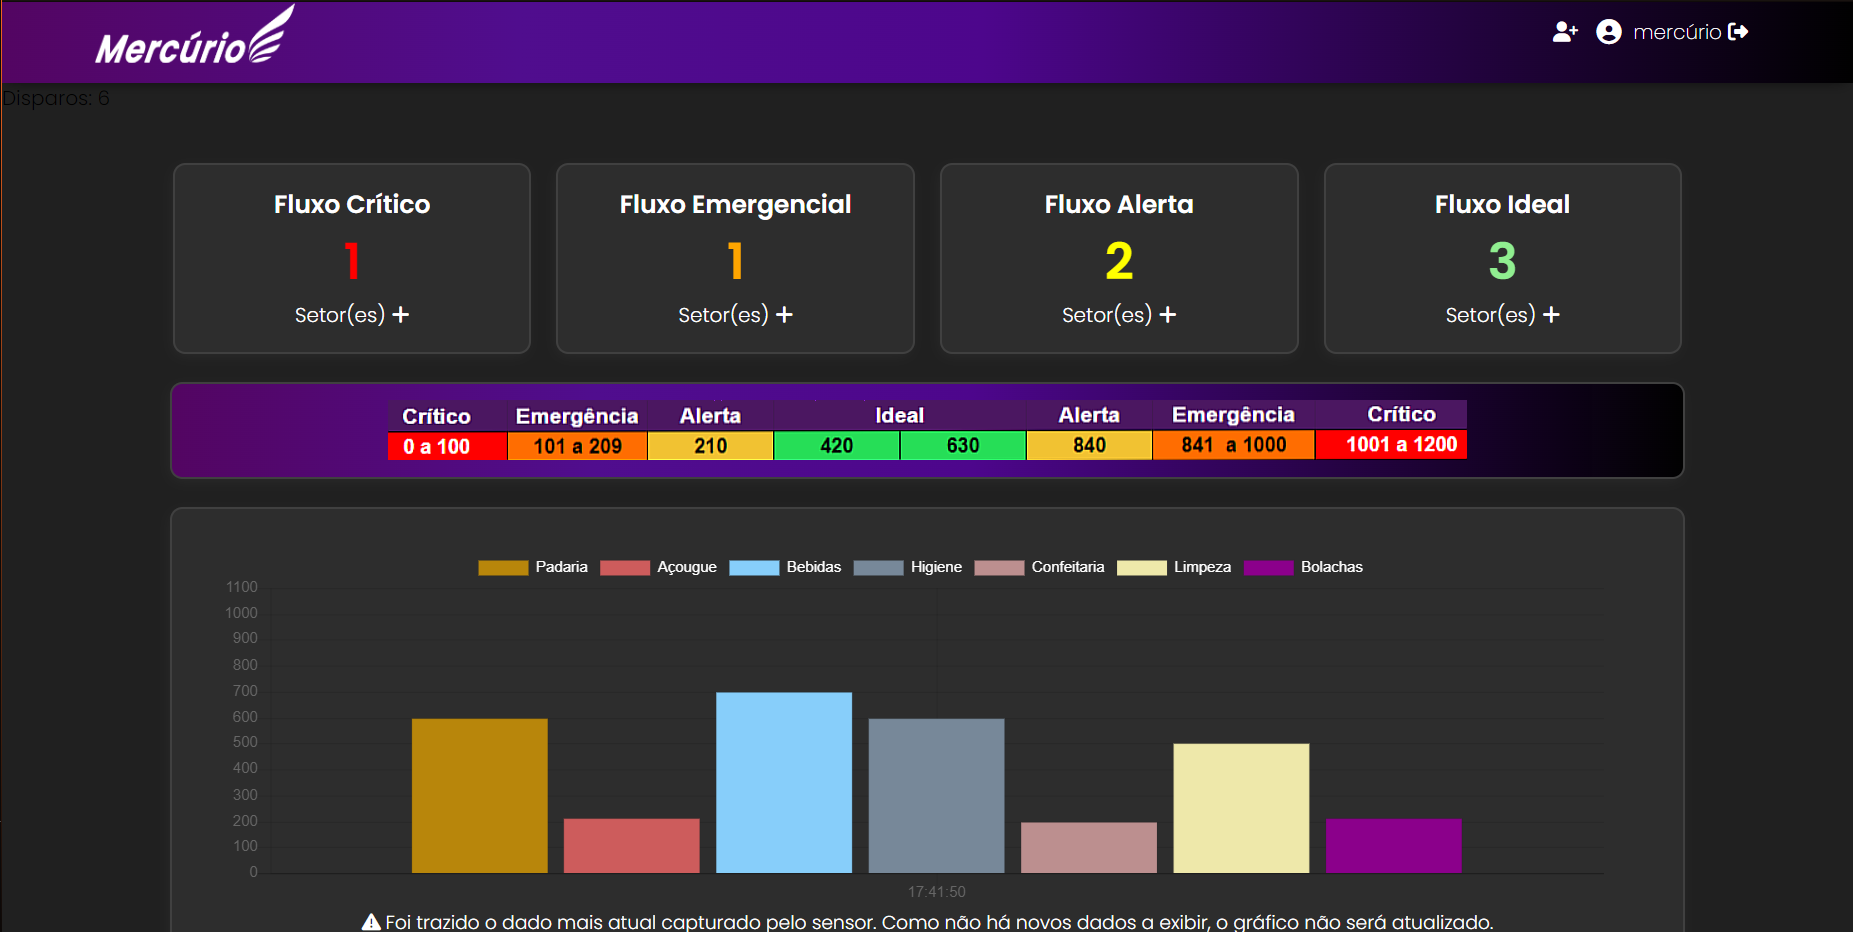 Mercúrio
mercúrio
Disparos: 6
Fluxo Crítico
1
Setor(es) +
Fluxo Emergencial
1
Setor(es) +
Fluxo Alerta
2
Setor(es) +
Fluxo Ideal
3
Setor(es) +
Crítico Emergência Alerta Ideal Alerta Emergência Crítico
0 a 100 101 a 209 210 420 630 840 841 a 1000 1001 a 1200
Padaria Açougue Bebidas Higiene Confeitaria Limpeza Bolachas
1100
1000
900
800
700
600
500
400
300
200
100
0
17:41:50
Foi trazido o dado mais atual capturado pelo sensor. Como não há novos dados a exibir, o gráfico não será atualizado.